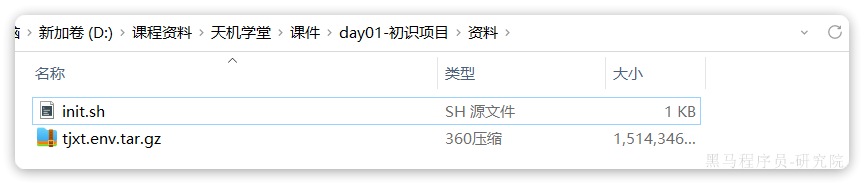 新加卷 (D:) > 课程资料 > 天机学堂 > 课件 > day01-初识项目 > 资料 >
名称 类型 大小
init.sh SH 源文件 1 KB
tjxt.env.tar.gz 360压缩 1,514,346...
黑马程序员-研究院